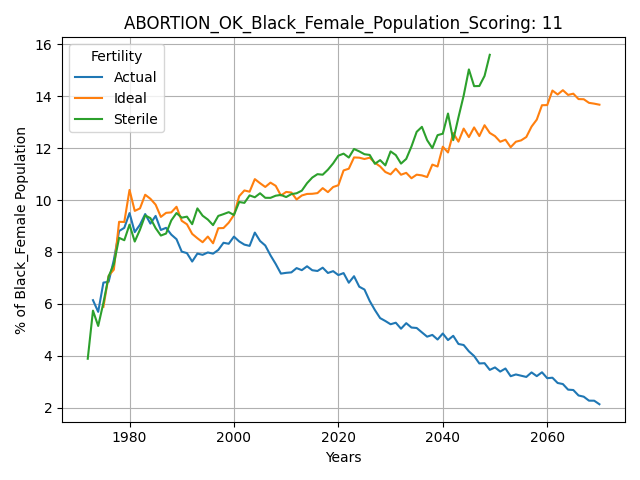 ABORTION_OK_Black_Female_Population_Scoring: 11
% of Black_Female Population
16
14
12
10
8
6
4
2
Fertility
Actual
Ideal
Sterile
1980
2000
2020
2040
2060
Years